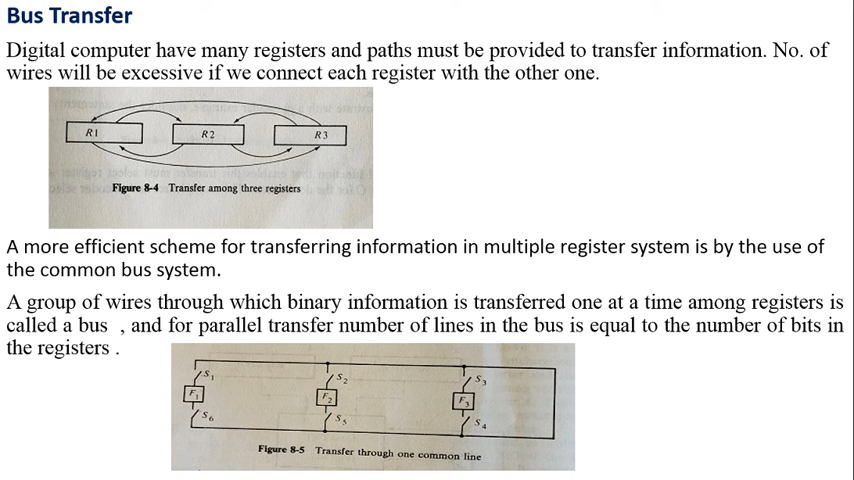 Bus Transfer
Digital computer have many registers and paths must be provided to transfer information. No. of
wires will be excessive if we connect each register with the other one.
R1 R2 R3
Figure 8-4 Transfer among three registers
A more efficient scheme for transferring information in multiple register system is by the use of
the common bus system.
A group of wires through which binary information is transferred one at a time among registers is
called a bus , and for parallel transfer number of lines in the bus is equal to the number of bits in
the registers .
S1 S2 S3
F1 F2 F3
S6 S5 S4
Figure 8-5 Transfer through one common line